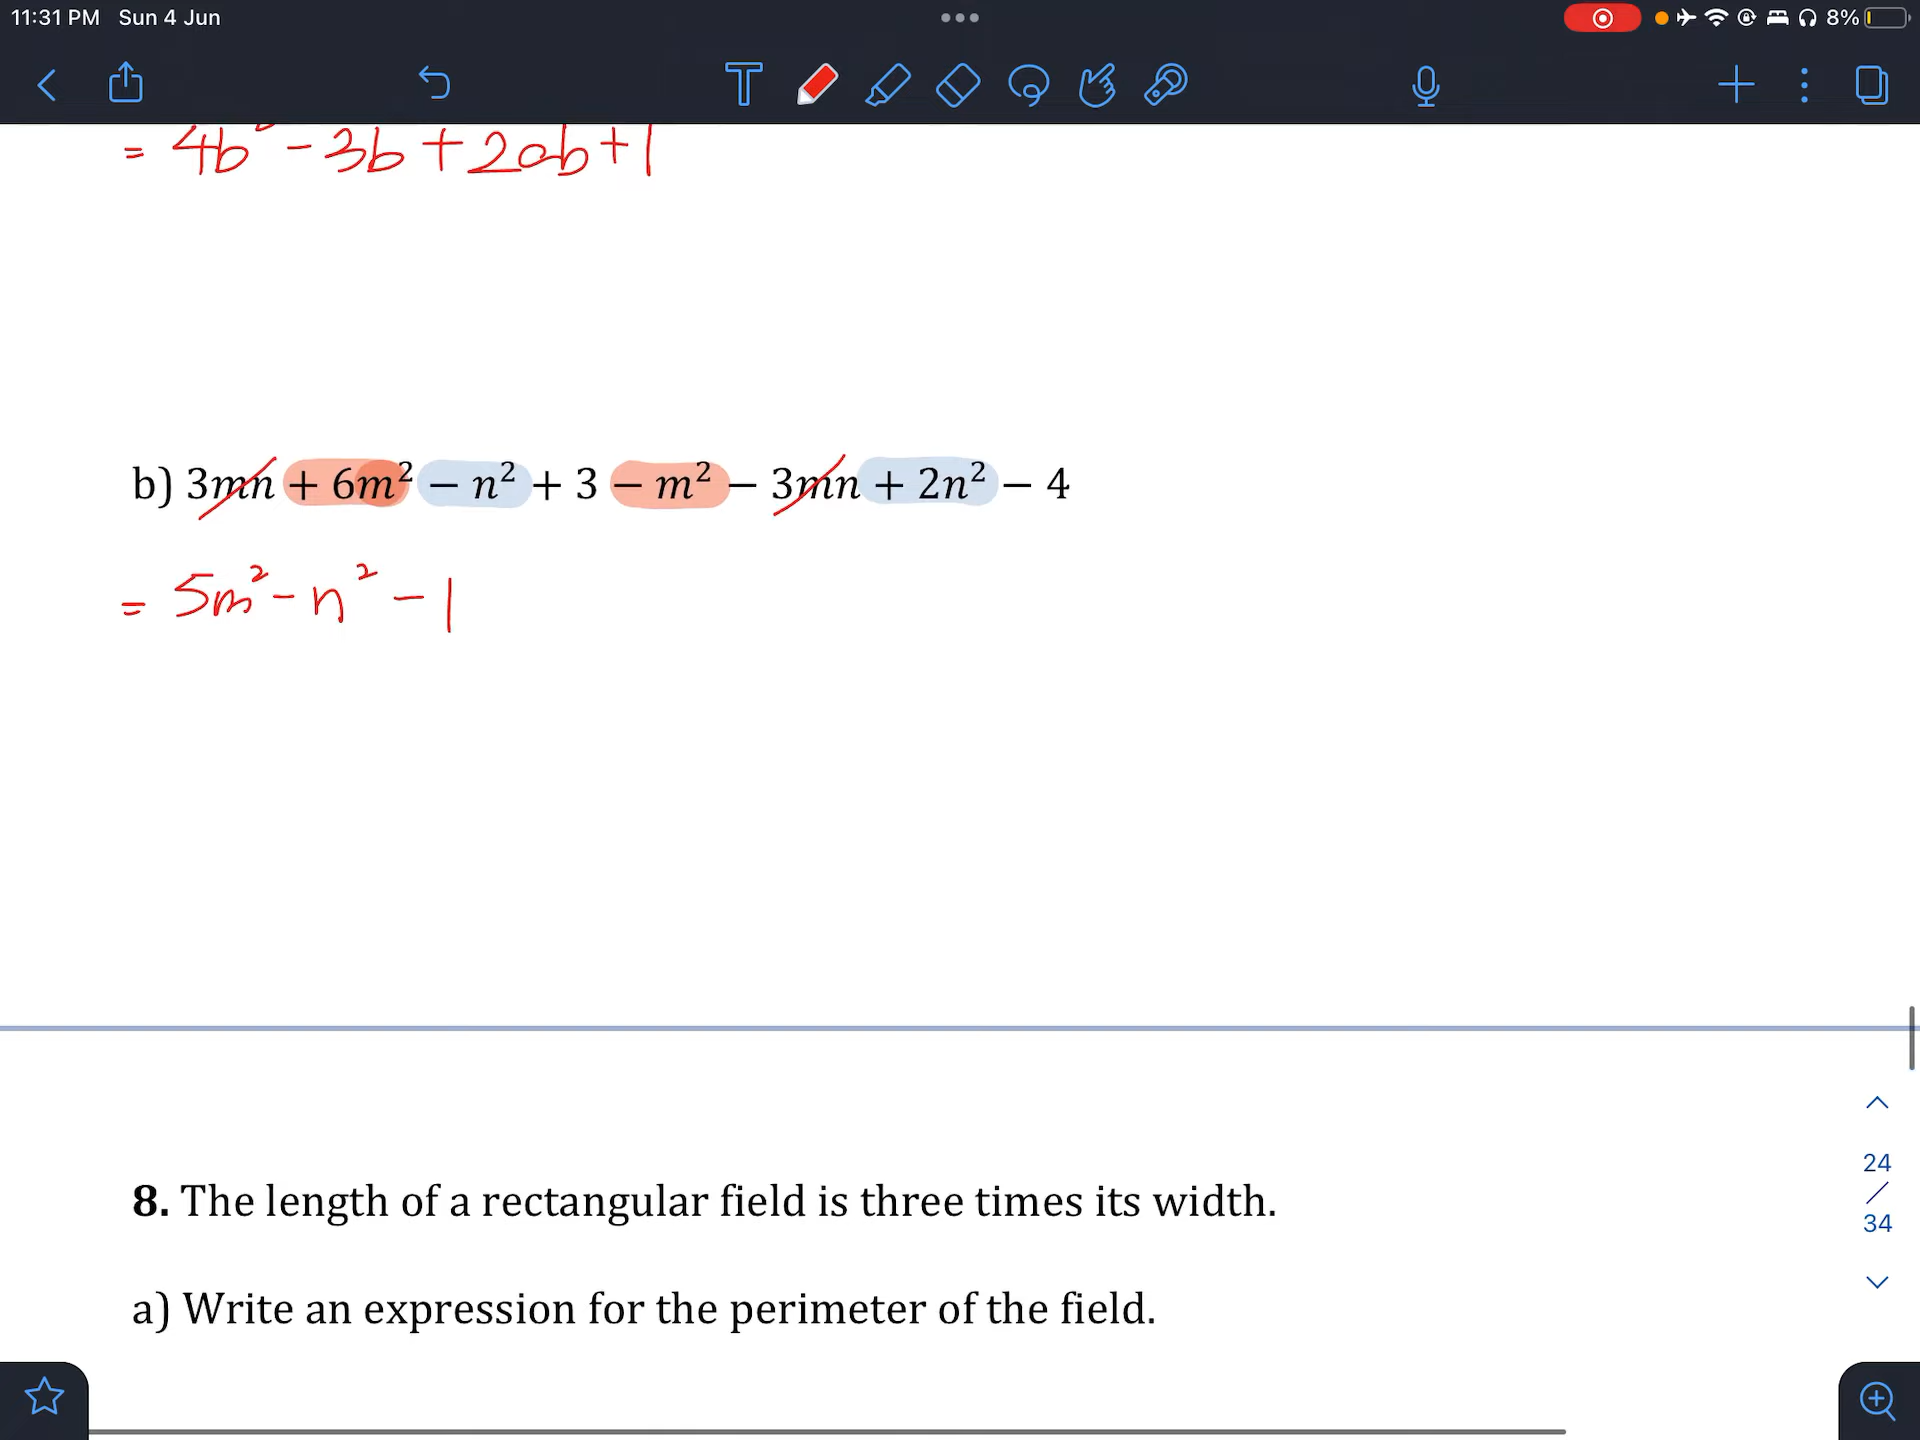 11:31 PM Sun 4 Jun 8%
= 4b² - 3b + 2ab + 1
b) 3mn + 6m² − n² + 3 − m² − 3mn + 2n² − 4
= 5m² - n² - 1
8. The length of a rectangular field is three times its width.
a) Write an expression for the perimeter of the field.
24
/
34